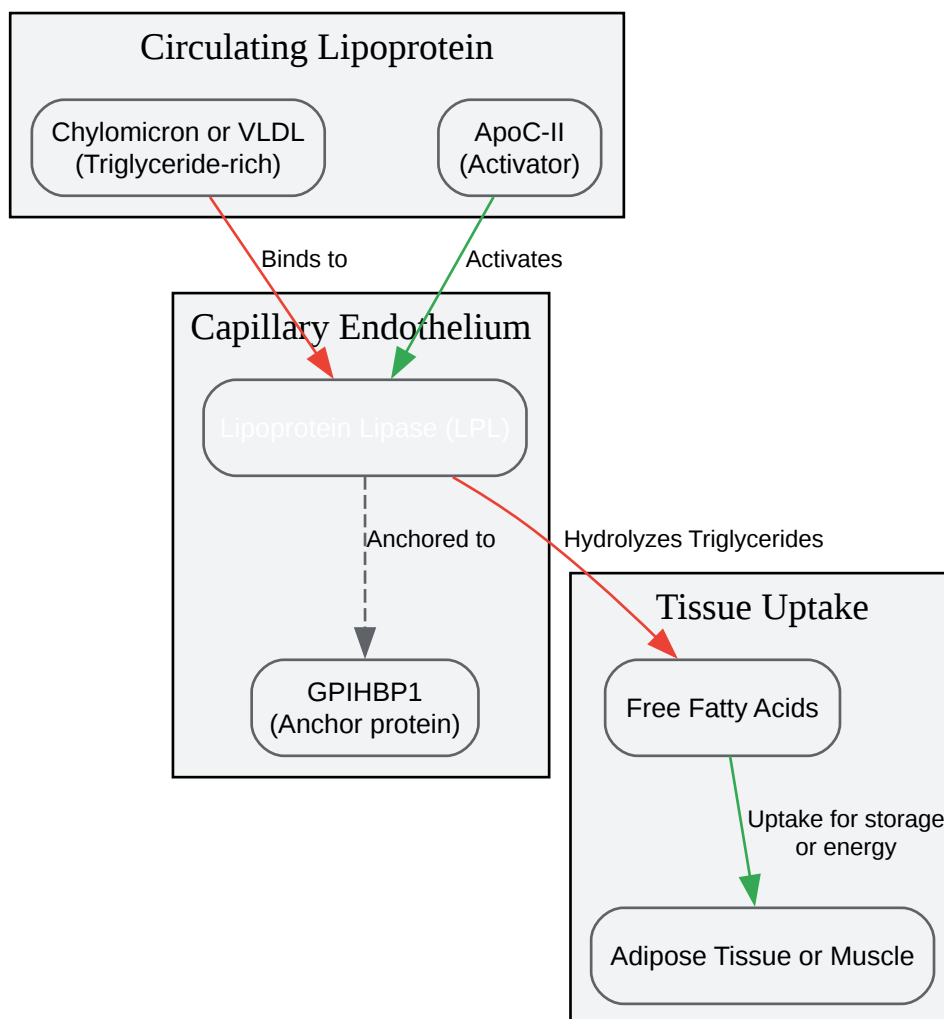 Circulating Lipoprotein
Chylomicron or VLDL
(Triglyceride-rich)
ApoC-II
(Activator)
Binds to
Activates
Capillary Endothelium
Lipoprotein Lipase (LPL)
Anchored to
Hydrolyzes Triglycerides
Tissue Uptake
GPIHBP1
(Anchor protein)
Free Fatty Acids
Uptake for storage
or energy
Adipose Tissue or Muscle